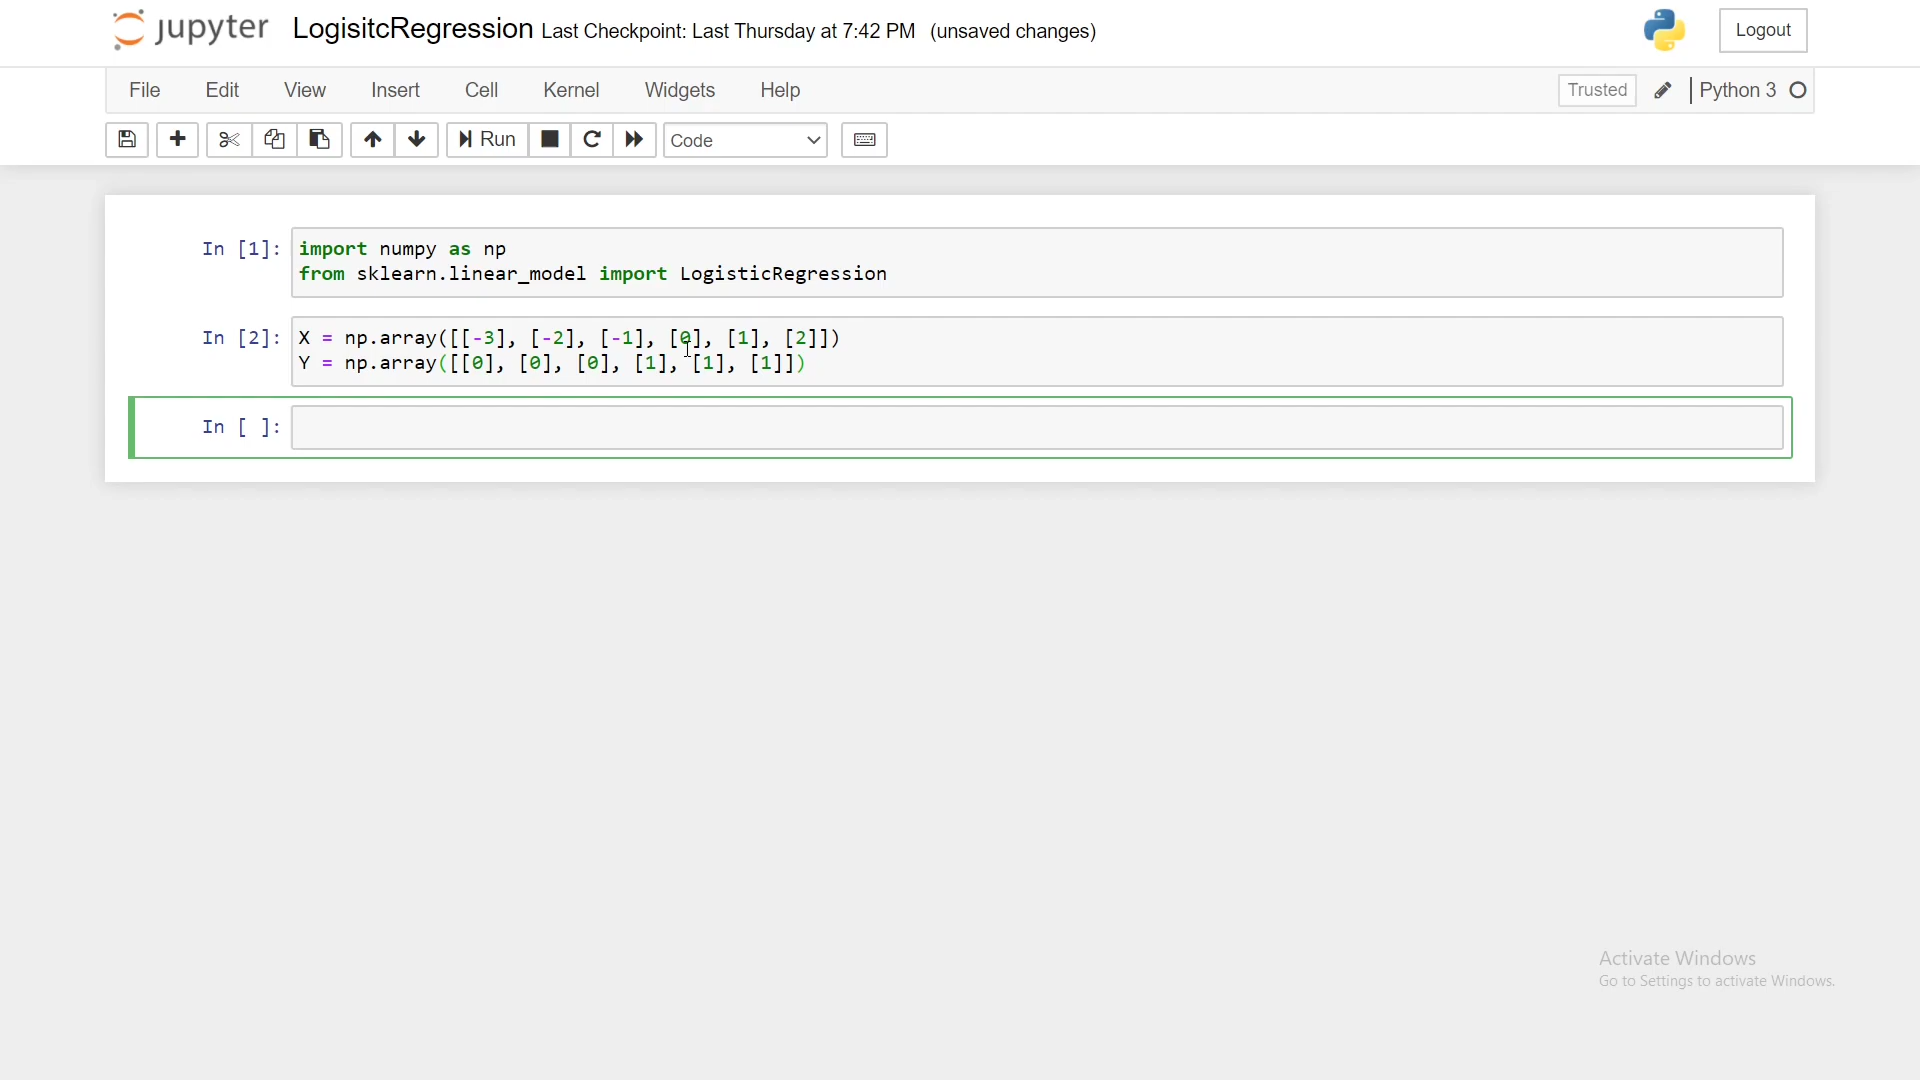 jupyter LogisitcRegression Last Checkpoint: Last Thursday at 7:42 PM (unsaved changes) Logout
File Edit View Insert Cell Kernel Widgets Help Trusted Python 3
Run Code
In [1]: import numpy as np
from sklearn.linear_model import LogisticRegression
In [2]: X = np.array([[-3], [-2], [-1], [0], [1], [2]])
Y = np.array([[0], [0], [0], [1], [1], [1]])
In [ ]:
Activate Windows
Go to Settings to activate Windows.